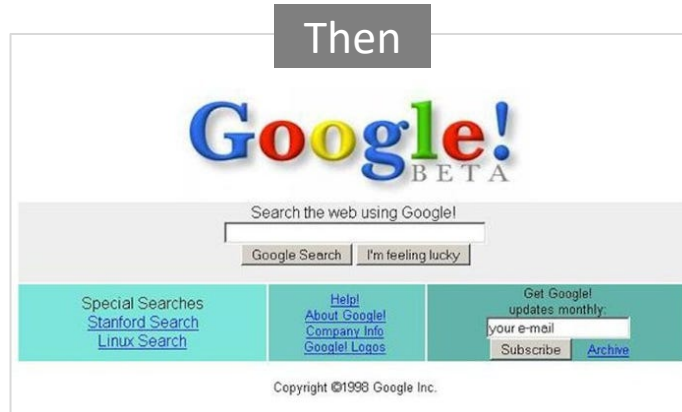 Then
Google!
BETA
Search the web using Google!
Google Search I'm feeling lucky
Special Searches
Stanford Search
Linux Search
Help!
About Google!
Company Info
Google! Logos
Get Google!
updates monthly:
your e-mail
Subscribe Archive
Copyright ©1998 Google Inc.